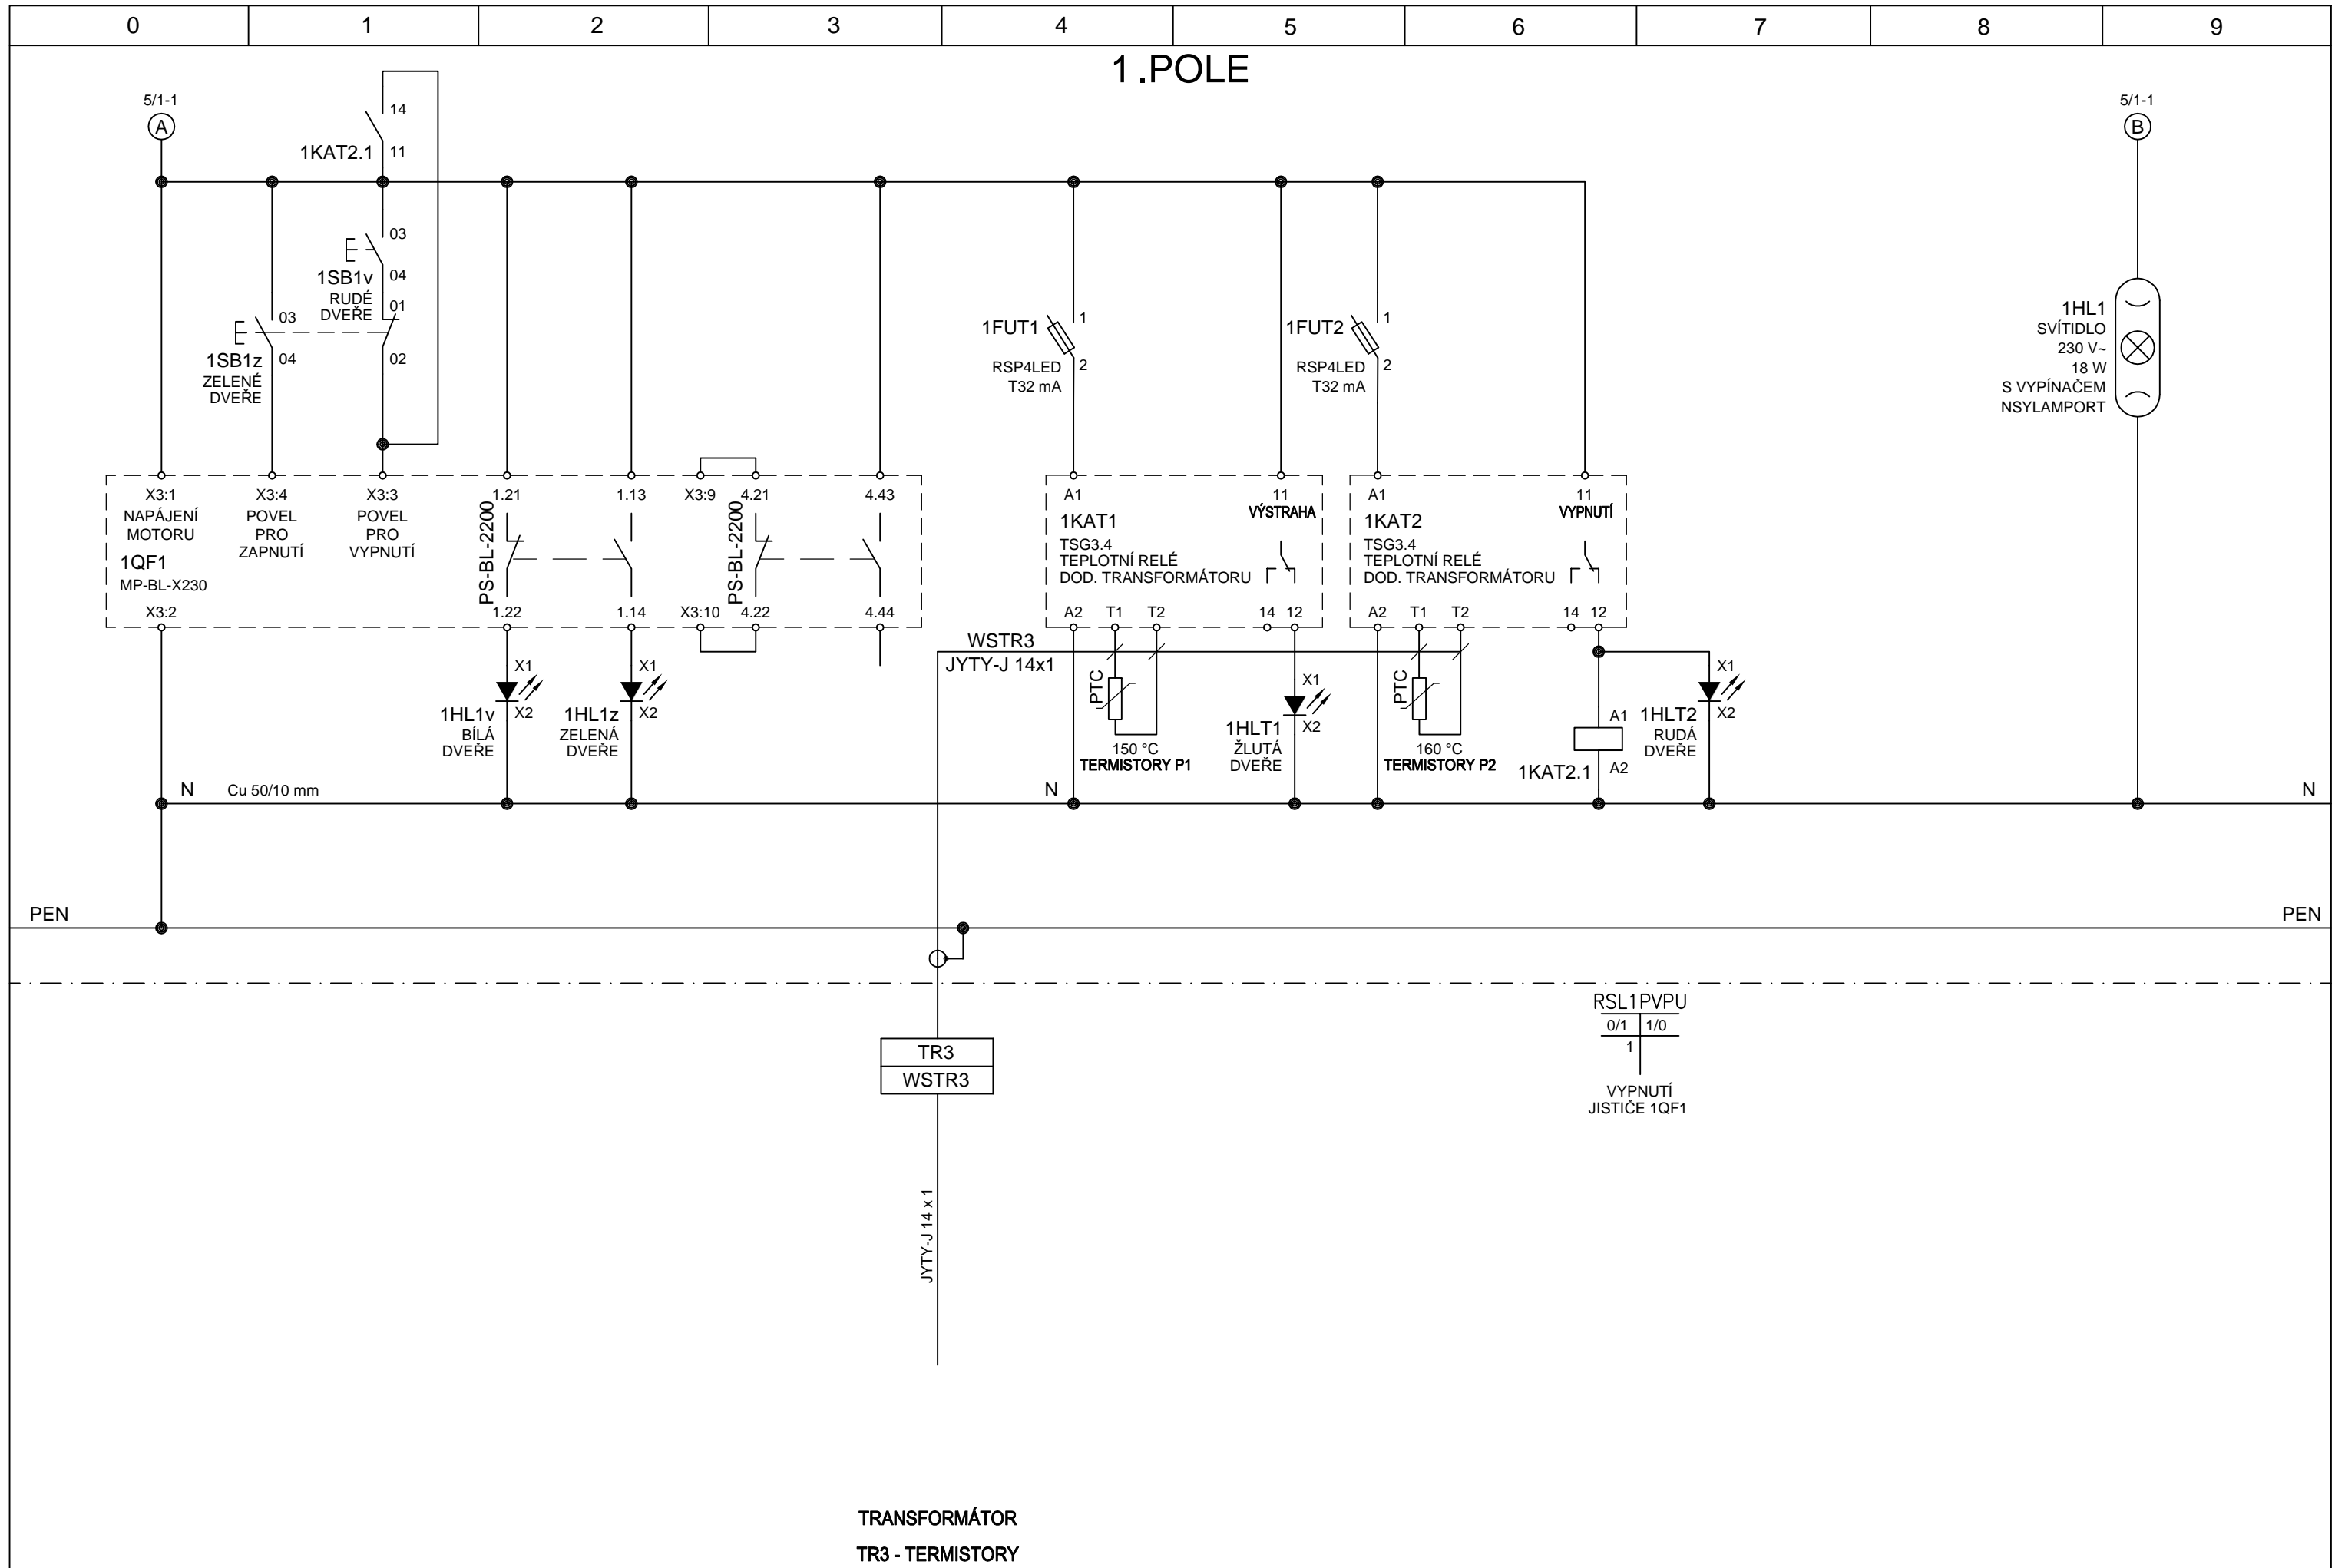 0 1 2 3 4 5 6 7 8 9
1.POLE
5/1-1
A
14
1KAT2.1
11
5/1-1
B
03
1SB1v
04
RUDÉ
DVEŘE
01
02
03
1SB1z
04
ZELENÉ
DVEŘE
1FUT1
1
RSP4LED
2
T32 mA
1FUT2
1
RSP4LED
2
T32 mA
1HL1
SVÍTIDLO
230 V~
18 W
S VYPÍNAČEM
NSYLAMPORT
X3:1
NAPÁJENÍ
MOTORU
1QF1
MP-BL-X230
X3:2
X3:4
POVEL
PRO
ZAPNUTÍ
X3:3
POVEL
PRO
VYPNUTÍ
PS-BL-2200
1.21
1.13
1.22
1.14
X3:9
X3:10
PS-BL-2200
4.21
4.43
4.22
4.44
A1
11
VÝSTRAHA
1KAT1
TSG3.4
TEPLOTNÍ RELÉ
DOD. TRANSFORMÁTORU
A2 T1 T2 14 12
A1
11
VYPNUTÍ
1KAT2
TSG3.4
TEPLOTNÍ RELÉ
DOD. TRANSFORMÁTORU
A2 T1 T2 14 12
WSTR3
JYTY-J 14x1
X1
1HL1v
X2
BÍLÁ
DVEŘE
X1
1HL1z
X2
ZELENÁ
DVEŘE
PTC
150 °C
TERMISTORY P1
X1
1HLT1
X2
ŽLUTÁ
DVEŘE
PTC
160 °C
TERMISTORY P2
A1
1KAT2.1
A2
X1
1HLT2
X2
RUDÁ
DVEŘE
N
Cu 50/10 mm
N
N
PEN
PEN
RSL1PVPU
0/1 1/0
1
VYPNUTÍ
JISTIČE 1QF1
TR3
WSTR3
JYTY-J 14 x 1
TRANSFORMÁTOR
TR3 - TERMISTORY